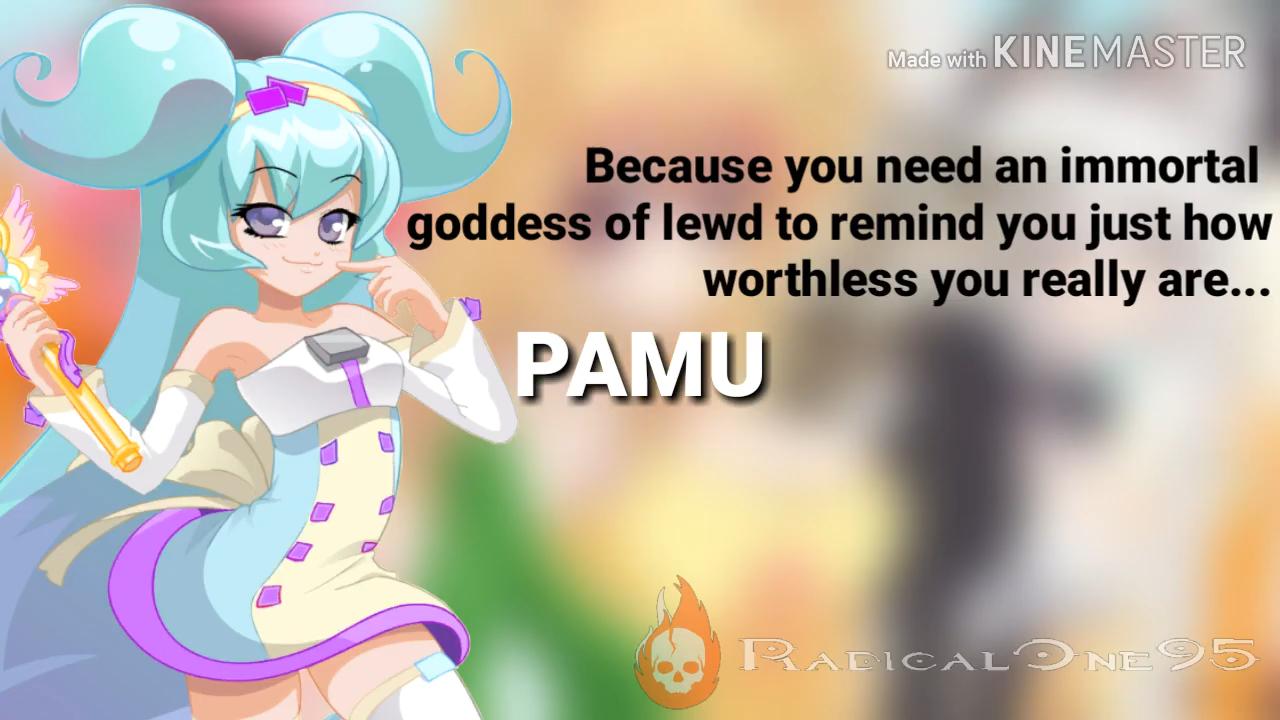 Made with KINEMASTER
Because you need an immortal
goddess of lewd to remind you just how
worthless you really are...
PAMU
RadicalOne95